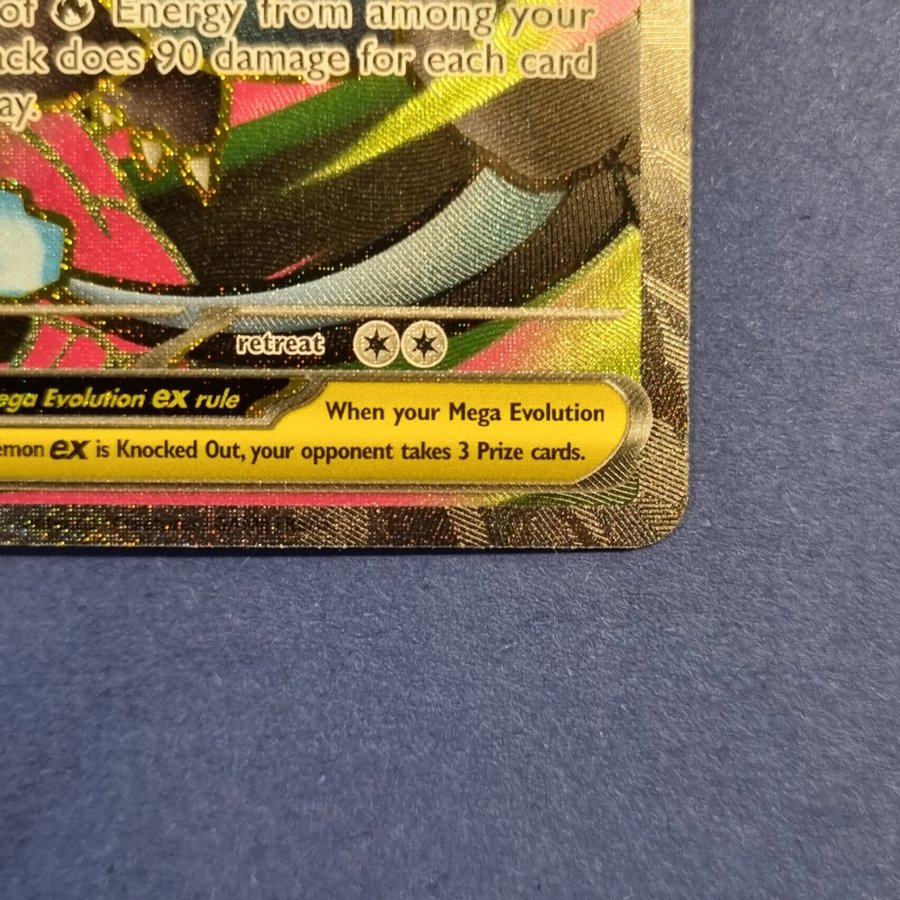 of Energy from among your
ack does 90 damage for each card
ay.
retreat
ega Evolution ex rule When your Mega Evolution
émon ex is Knocked Out, your opponent takes 3 Prize cards.